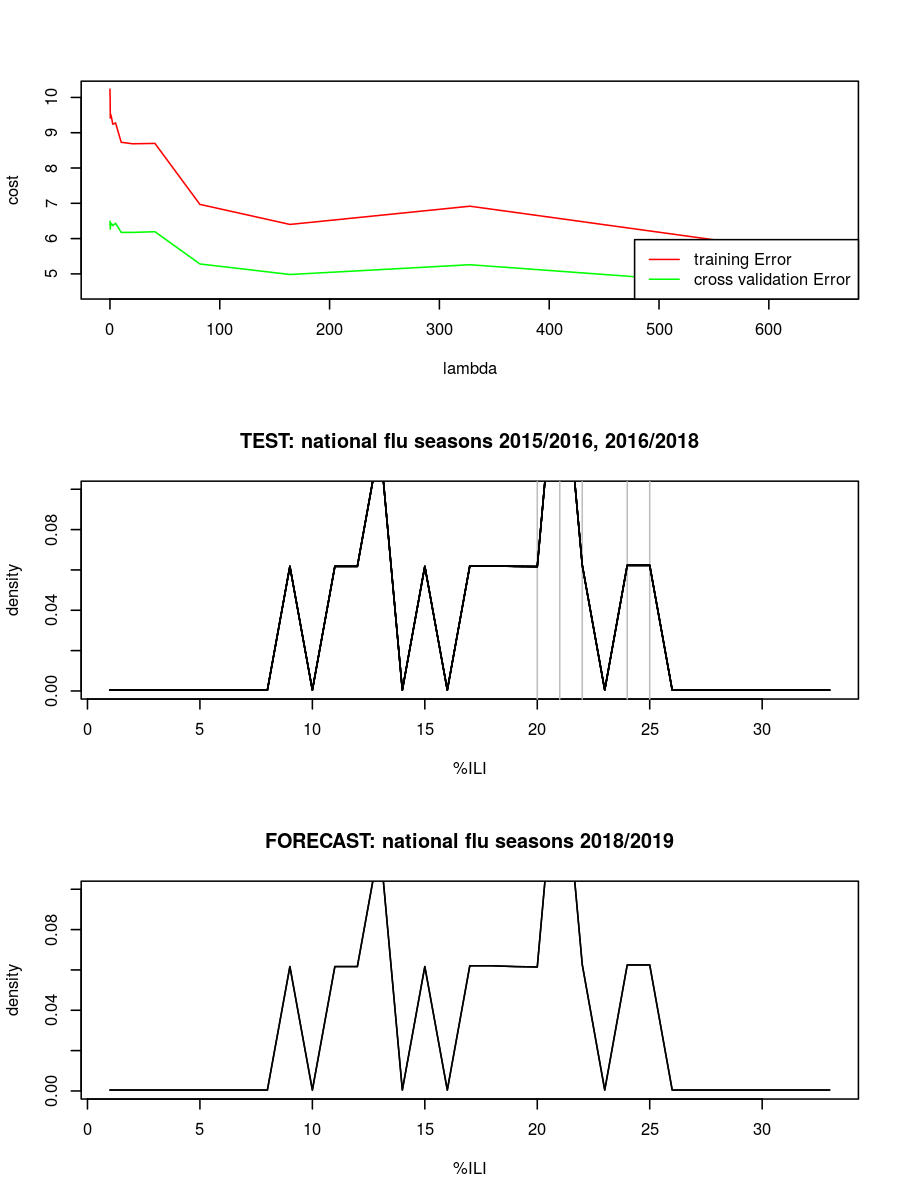 10
9
8
7
6
5
cost
training Error
cross validation Error
0 100 200 300 400 500 600
lambda
TEST: national flu seasons 2015/2016, 2016/2018
0.08
0.04
0.00
density
0 5 10 15 20 25 30
%ILI
FORECAST: national flu seasons 2018/2019
0.08
0.04
0.00
density
0 5 10 15 20 25 30
%ILI